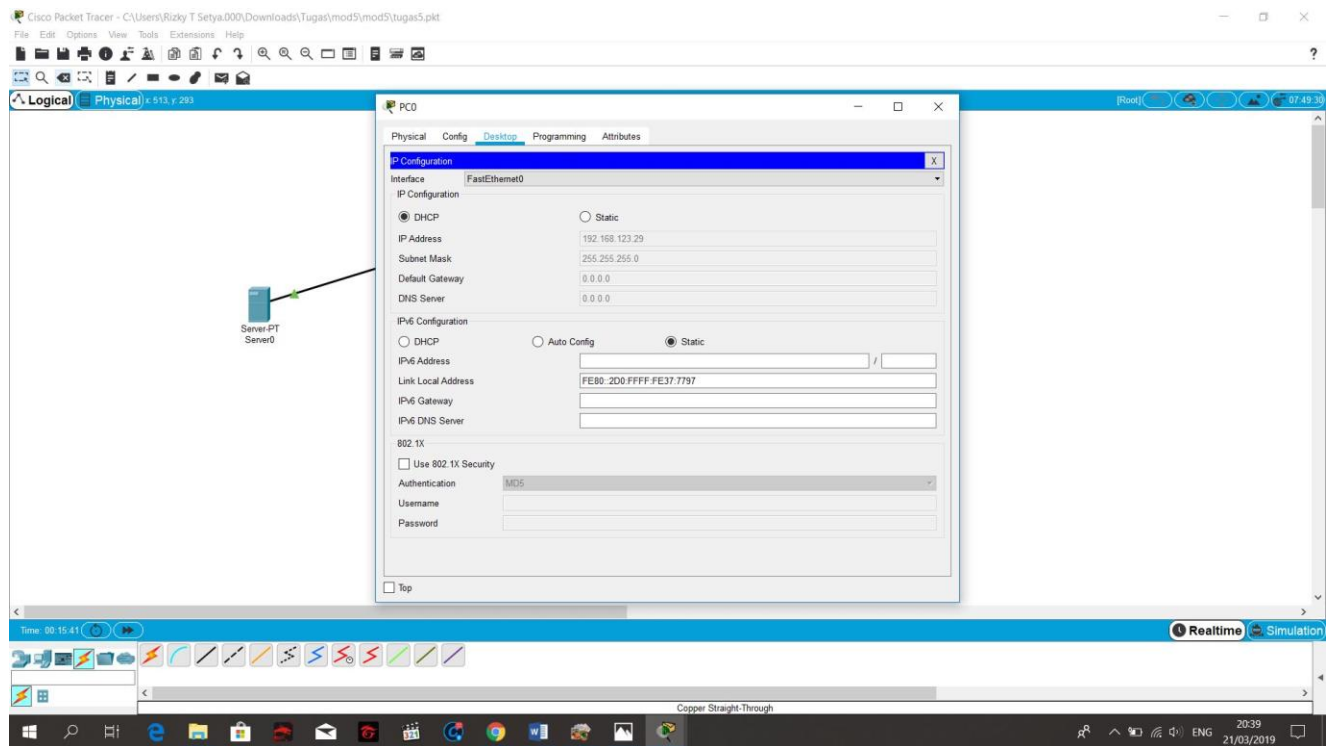 Cisco Packet Tracer - C:\Users\Rizky T Setya.000\Downloads\Tugas\mod5\mod5\tugas5.pkt
File Edit Options View Tools Extensions Help
?
Logical Physical x: 513, y: 293 [Root] 07:49:30
PC0
Physical Config Desktop Programming Attributes
IP Configuration X
Interface FastEthernet0
IP Configuration
DHCP Static
IP Address 192.168.123.29
Subnet Mask 255.255.255.0
Default Gateway 0.0.0.0
DNS Server 0.0.0.0
IPv6 Configuration
DHCP Auto Config Static
IPv6 Address /
Link Local Address FE80::2D0:FFFF:FE37:7797
IPv6 Gateway
IPv6 DNS Server
802.1X
Use 802.1X Security
Authentication MD5
Username
Password
Top
Server-PT
Server0
Time: 00:15:41 Realtime Simulation
Copper Straight-Through
ENG 20:39
21/03/2019